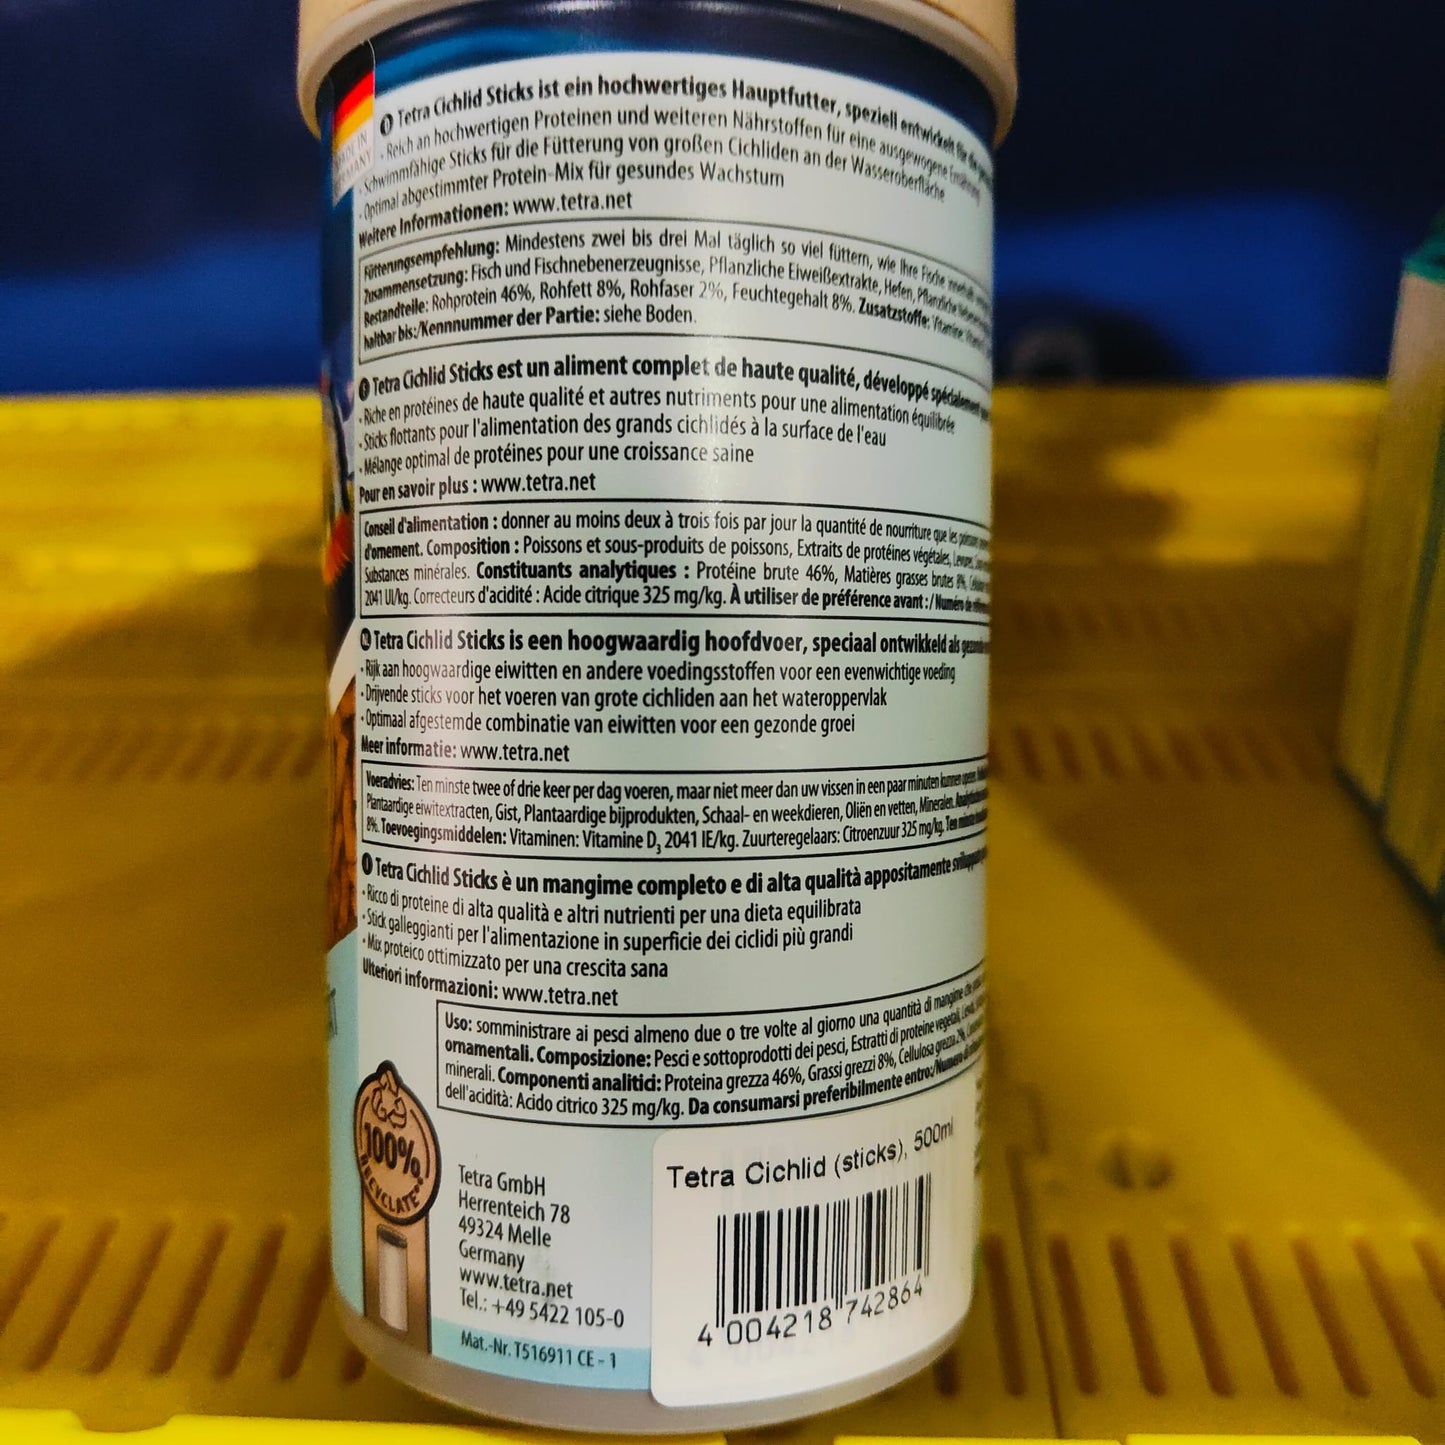 MADE IN
GERMANY
D Tetra Cichlid Sticks ist ein hochwertiges Hauptfutter, speziell entwickelt für die
· Reich an hochwertigen Proteinen und weiteren Nährstoffen für eine ausgewogene Ernährung
· Schwimmfähige Sticks für die Fütterung von großen Cichliden an der Wasseroberfläche
· Optimal abgestimmter Protein-Mix für gesundes Wachstum
Weitere Informationen: www.tetra.net
Fütterungsempfehlung: Mindestens zwei bis drei Mal täglich so viel füttern, wie Ihre Fische
Zusammensetzung: Fisch und Fischnebenerzeugnisse, Pflanzliche Eiweißextrakte, Hefen, Pflanzliche
Bestandteile: Rohprotein 46%, Rohfett 8%, Rohfaser 2%, Feuchtegehalt 8%. Zusatzstoffe: Vitamine:
haltbar bis:/Kennnummer der Partie: siehe Boden.
F Tetra Cichlid Sticks est un aliment complet de haute qualité, développé spécialement
· Riche en protéines de haute qualité et autres nutriments pour une alimentation équilibrée
· Sticks flottants pour l'alimentation des grands cichlidés à la surface de l'eau
· Mélange optimal de protéines pour une croissance saine
Pour en savoir plus : www.tetra.net
Conseil d'alimentation : donner au moins deux à trois fois par jour la quantité de nourriture que les
d'ornement. Composition : Poissons et sous-produits de poissons, Extraits de protéines végétales, Levures,
Substances minérales. Constituants analytiques : Protéine brute 46%, Matières grasses brutes 8%,
2041 UI/kg. Correcteurs d'acidité : Acide citrique 325 mg/kg. À utiliser de préférence avant :/ Numéro de
NL Tetra Cichlid Sticks is een hoogwaardig hoofdvoer, speciaal ontwikkeld als
· Rijk aan hoogwaardige eiwitten en andere voedingsstoffen voor een evenwichtige voeding
· Drijvende sticks voor het voeren van grote cichliden aan het wateroppervlak
· Optimaal afgestemde combinatie van eiwitten voor een gezonde groei
Meer informatie: www.tetra.net
Voeradvies: Ten minste twee of drie keer per dag voeren, maar niet meer dan uw vissen in een paar minuten kunnen
Plantaardige eiwitextracten, Gist, Plantaardige bijprodukten, Schaal- en weekdieren, Oliën en vetten, Mineralen.
8%. Toevoegingsmiddelen: Vitaminen: Vitamine D3 2041 IE/kg. Zuurteregelaars: Citroenzuur 325 mg/kg. Ten
I Tetra Cichlid Sticks è un mangime completo e di alta qualità appositamente
· Ricco di proteine di alta qualità e altri nutrienti per una dieta equilibrata
· Stick galleggianti per l'alimentazione in superficie dei ciclidi più grandi
· Mix proteico ottimizzato per una crescita sana
Ulteriori informazioni: www.tetra.net
Uso: somministrare ai pesci almeno due o tre volte al giorno una quantità di mangime che
ornamentali. Composizione: Pesci e sottoprodotti dei pesci, Estratti di proteine vegetali,
minerali. Componenti analitici: Proteina grezza 46%, Grassi grezzi 8%, Cellulosa grezza 2%,
dell'acidità: Acido citrico 325 mg/kg. Da consumarsi preferibilmente entro:/Numero
100%
RECYCLATE
Tetra GmbH
Herrenteich 78
49324 Melle
Germany
www.tetra.net
Tel.: +49 5422 105-0
Mat.-Nr. T516911 CE - 1
Tetra Cichlid (sticks), 500ml
4 004218 742864